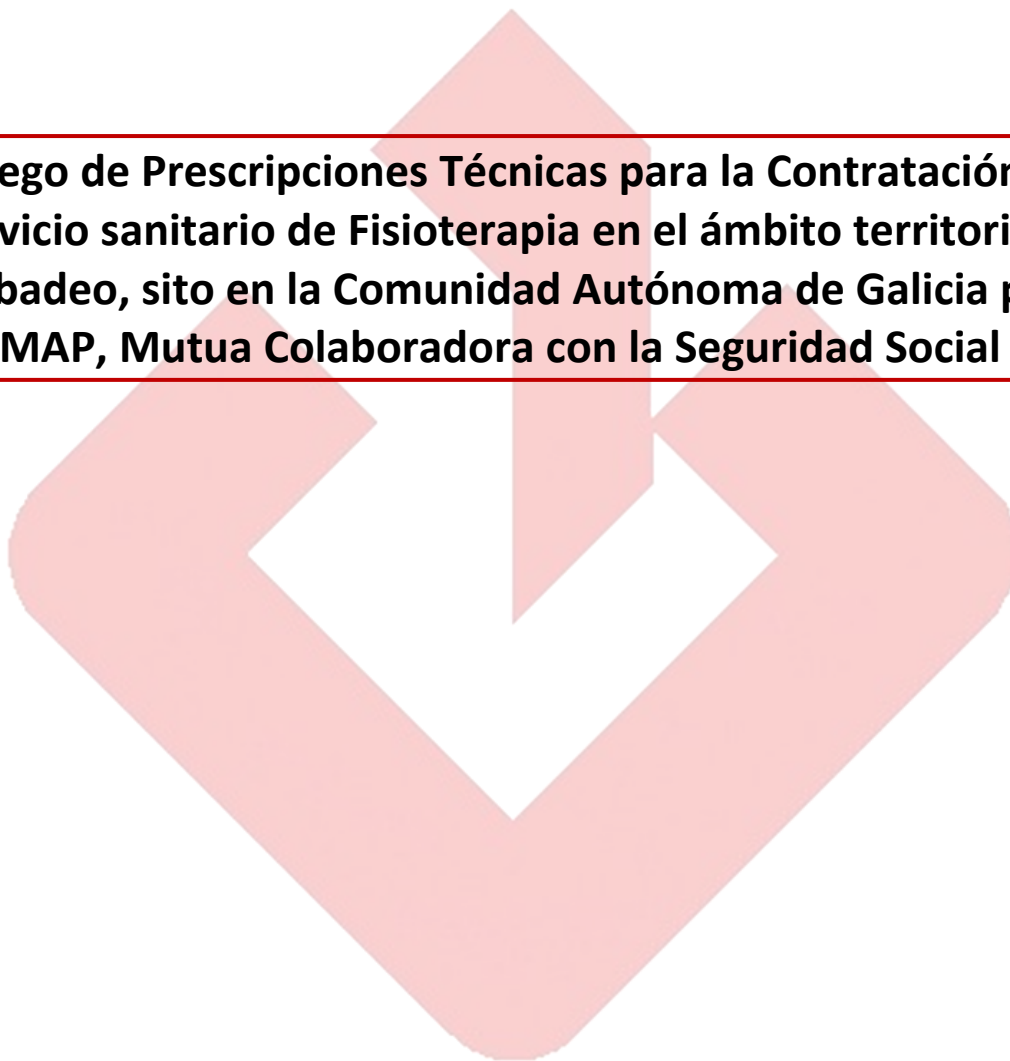 ego de Prescripciones Técnicas para la Contratación
vicio sanitario de Fisioterapia en el ámbito territori
badeo, sito en la Comunidad Autónoma de Galicia p
MAP, Mutua Colaboradora con la Seguridad Social